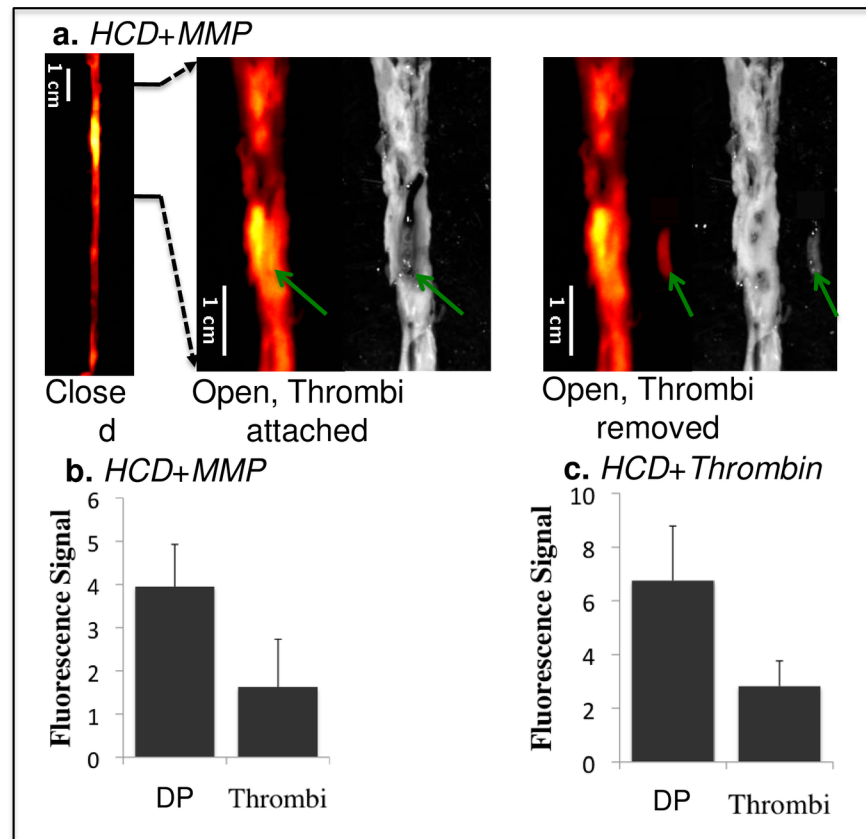 a. HCD+MMP
1 cm
1 cm
1 cm
Close
d
Open, Thrombi
attached
Open, Thrombi
removed
b. HCD+MMP
Fluorescence Signal
6
5
4
3
2
1
0
DP Thrombi
c. HCD+Thrombin
Fluorescence Signal
10
8
6
4
2
0
DP Thrombi